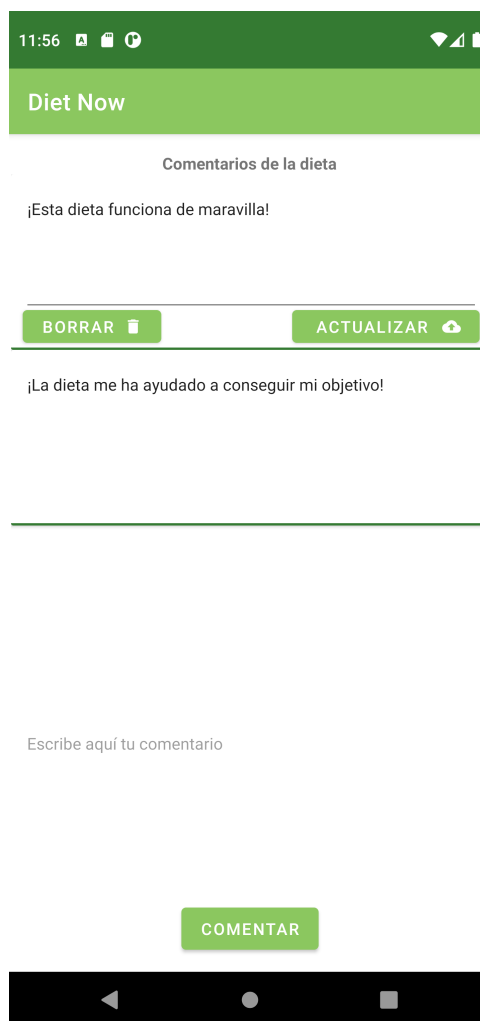 11:56
Diet Now
Comentarios de la dieta
¡Esta dieta funciona de maravilla!
BORRAR
ACTUALIZAR
¡La dieta me ha ayudado a conseguir mi objetivo!
Escribe aquí tu comentario
COMENTAR